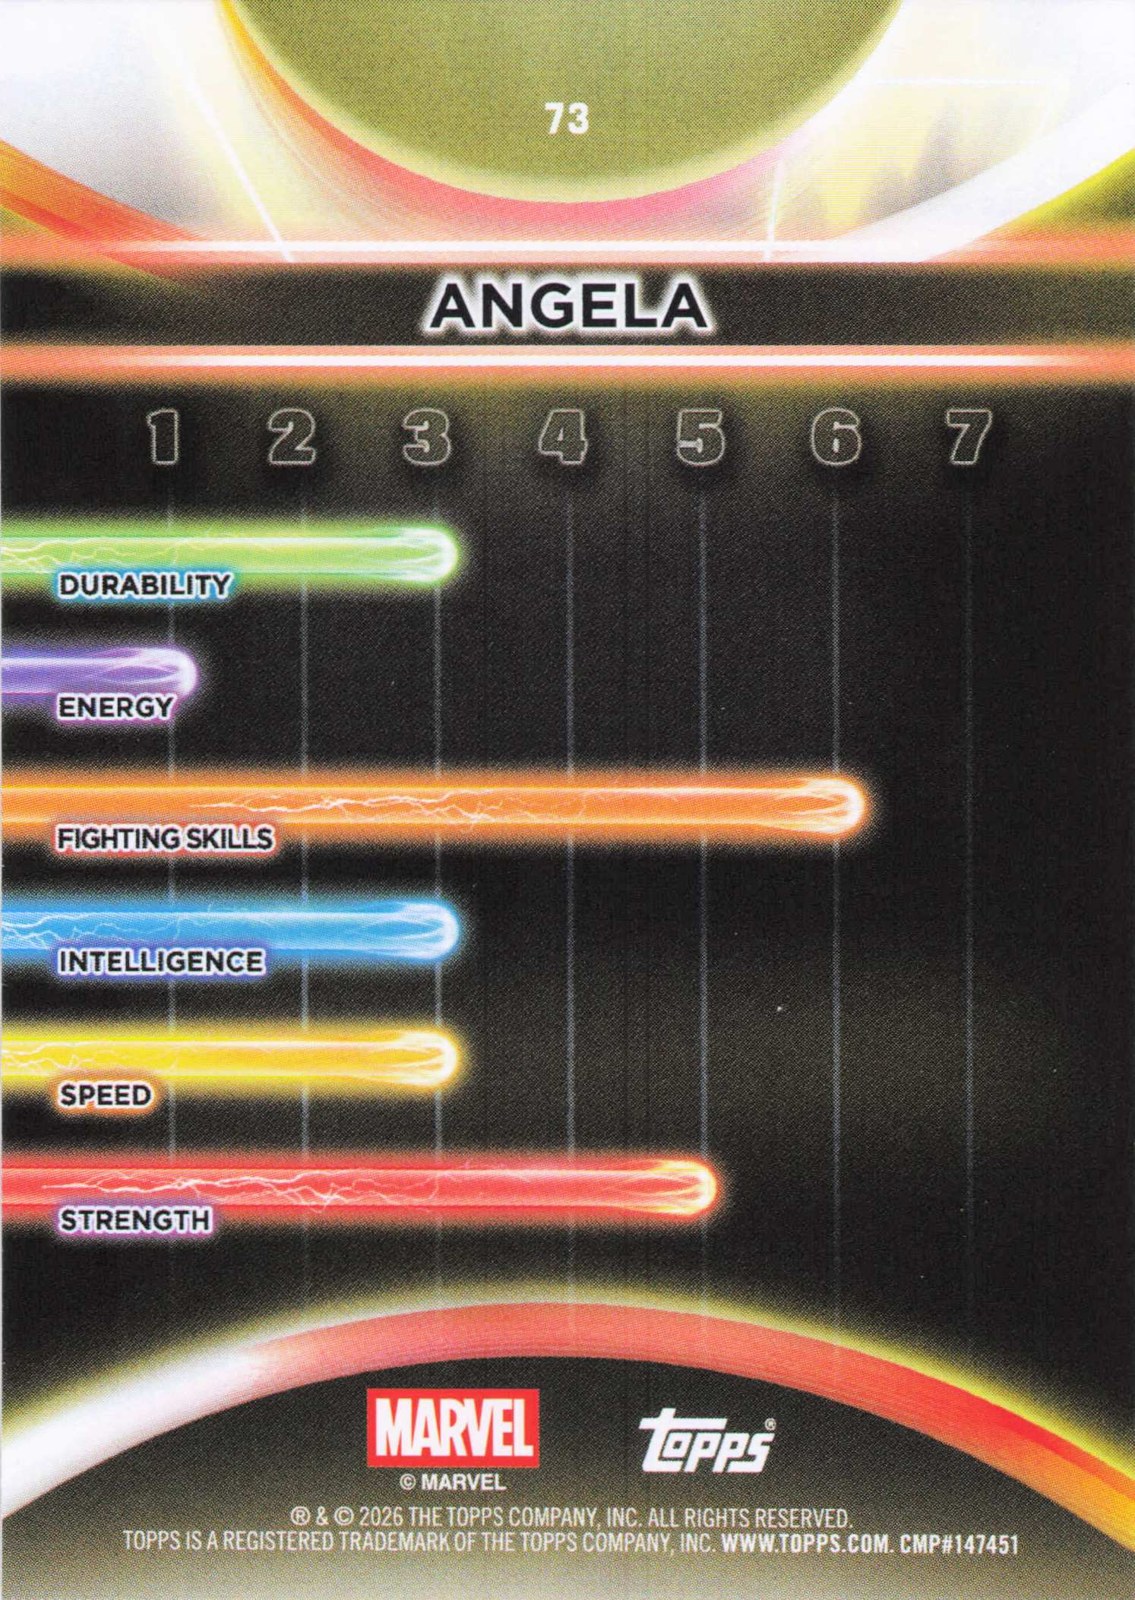 73
ANGELA
1 2 3 4 5 6 7
DURABILITY
ENERGY
FIGHTING SKILLS
INTELLIGENCE
SPEED
STRENGTH
MARVEL
© MARVEL
TOPPS®
® & © 2026 THE TOPPS COMPANY, INC. ALL RIGHTS RESERVED.
TOPPS IS A REGISTERED TRADEMARK OF THE TOPPS COMPANY, INC. WWW.TOPPS.COM. CMP#147451